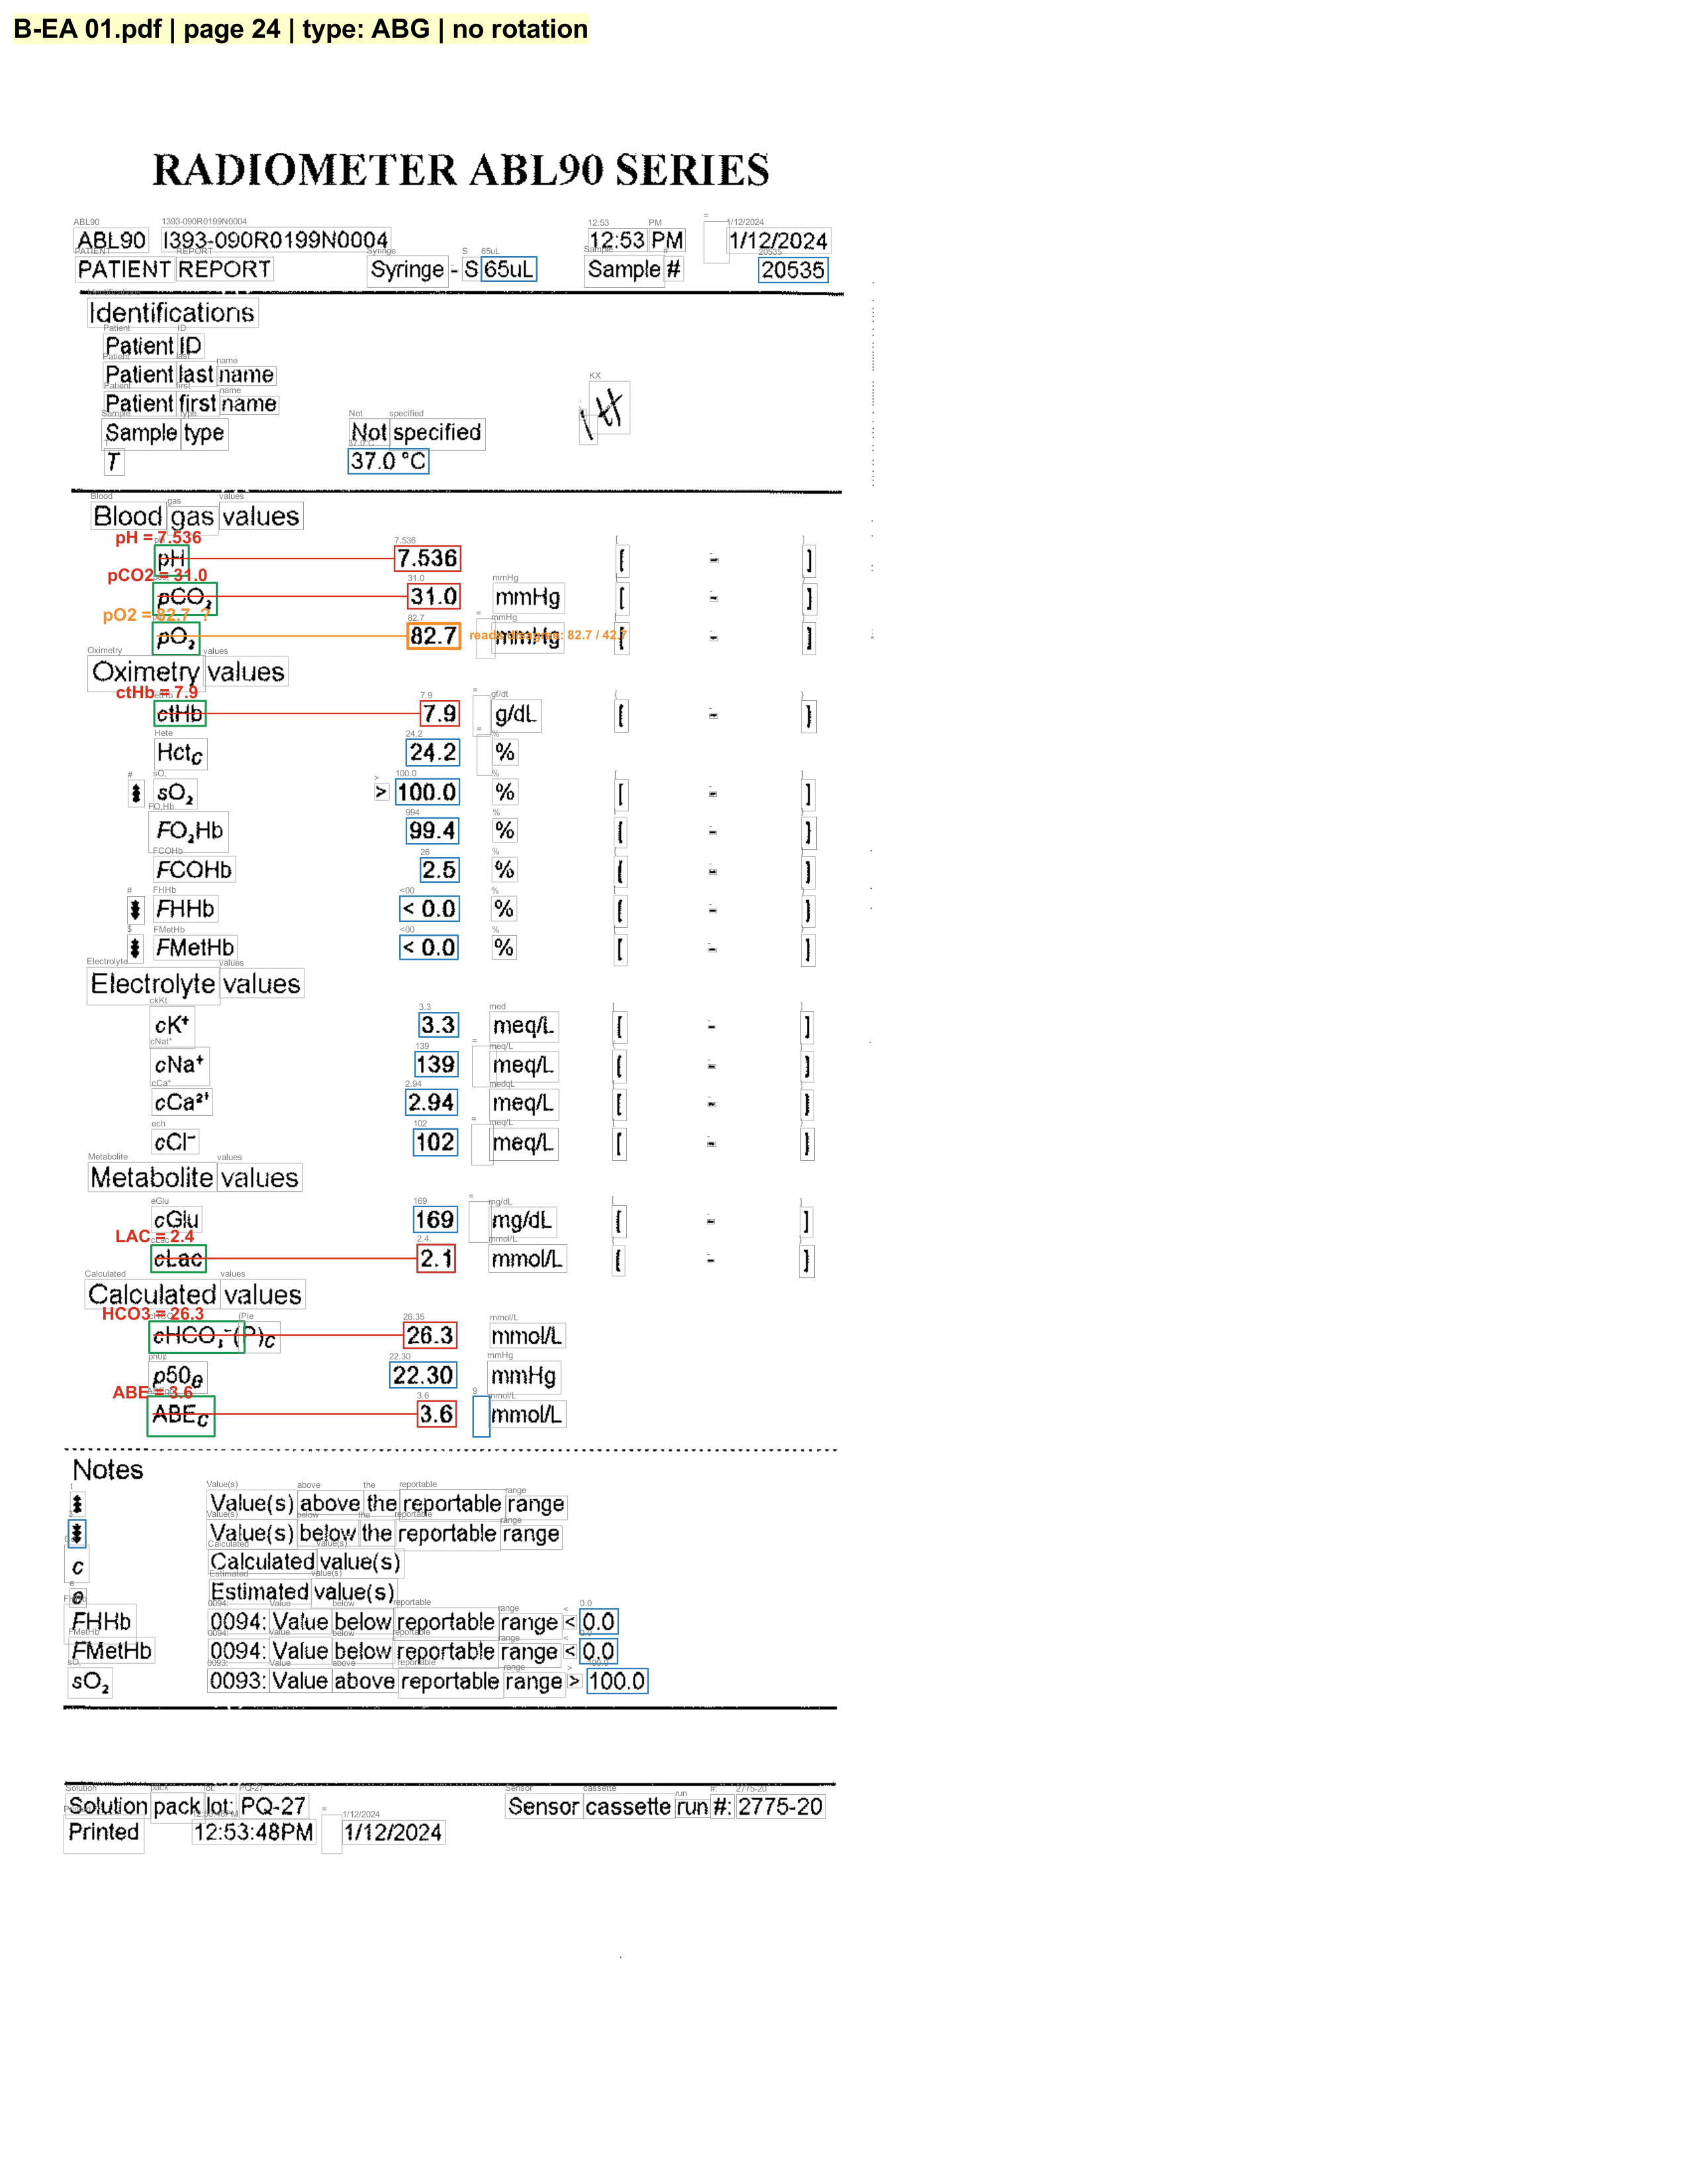 B-EA 01.pdf | page 24 | type: ABG | no rotation
RADIOMETER ABL90 SERIES
ABL90 I393-090R0199N0004 12:53 PM 1/12/2024
PATIENT REPORT Syringe - S 65uL Sample # 20535
Identifications
Patient ID
Patient last name
Patient first name
Sample type Not specified
T 37.0 °C
Blood gas values
pH = 7.536
pH 7.536 [ - ]
pCO2 = 31.0
pCO₂ 31.0 mmHg [ - ]
pO2 = 82.7 ?
pO₂ 82.7 mmHg [ - ]
reads disagree: 82.7 / 42.7
Oximetry values
ctHb = 7.9
ctHb 7.9 g/dL [ - ]
Hctc 24.2 %
sO₂ > 100.0 % [ - ]
FO₂Hb 99.4 % [ - ]
FCOHb 2.5 % [ - ]
FHHb < 0.0 % [ - ]
FMetHb < 0.0 % [ - ]
Electrolyte values
cK⁺ 3.3 meq/L [ - ]
cNa⁺ 139 meq/L [ - ]
cCa²⁺ 2.94 meq/L [ - ]
cCl⁻ 102 meq/L [ - ]
Metabolite values
cGlu 169 mg/dL [ - ]
LAC = 2.4
cLac 2.1 mmol/L [ - ]
Calculated values
HCO3 = 26.3
cHCO₃⁻(P)c 26.3 mmol/L
p50e 22.30 mmHg
ABE = 3.6
ABEc 3.6 mmol/L
Notes
Value(s) above the reportable range
Value(s) below the reportable range
c Calculated value(s)
e Estimated value(s)
FHHb 0094: Value below reportable range < 0.0
FMetHb 0094: Value below reportable range < 0.0
sO₂ 0093: Value above reportable range > 100.0
Solution pack lot: PQ-27 Sensor cassette run #: 2775-20
Printed 12:53:48PM 1/12/2024